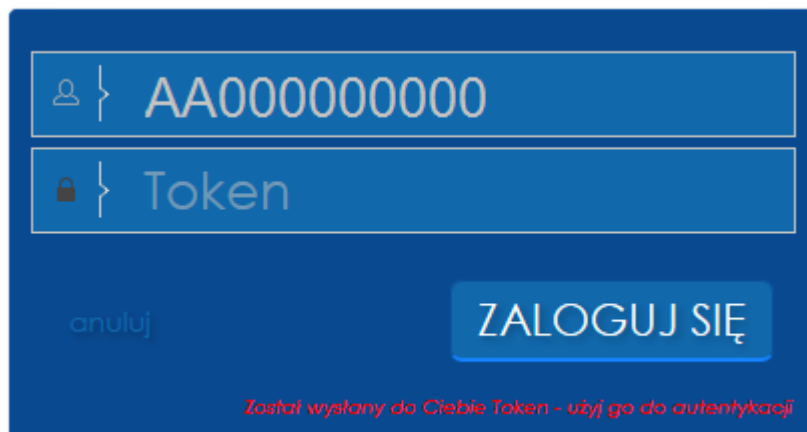 AA000000000
Token
anuluj
ZALOGUJ SIĘ
Został wysłany do Ciebie Token - użyj go do autentykacji